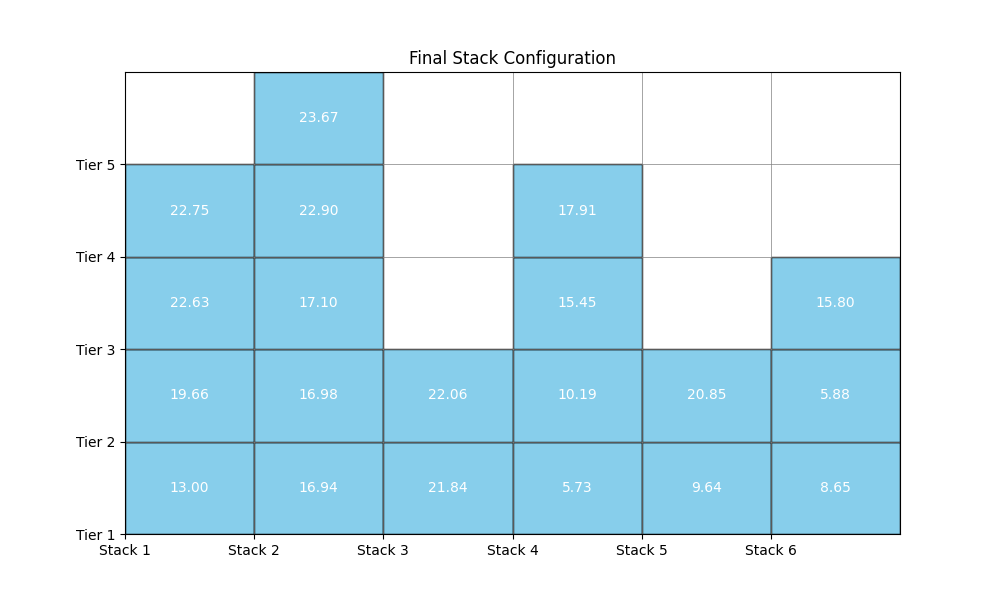 Final Stack Configuration
23.67
Tier 5
22.75 22.90 17.91
Tier 4
22.63 17.10 15.45 15.80
Tier 3
19.66 16.98 22.06 10.19 20.85 5.88
Tier 2
13.00 16.94 21.84 5.73 9.64 8.65
Tier 1
Stack 1 Stack 2 Stack 3 Stack 4 Stack 5 Stack 6